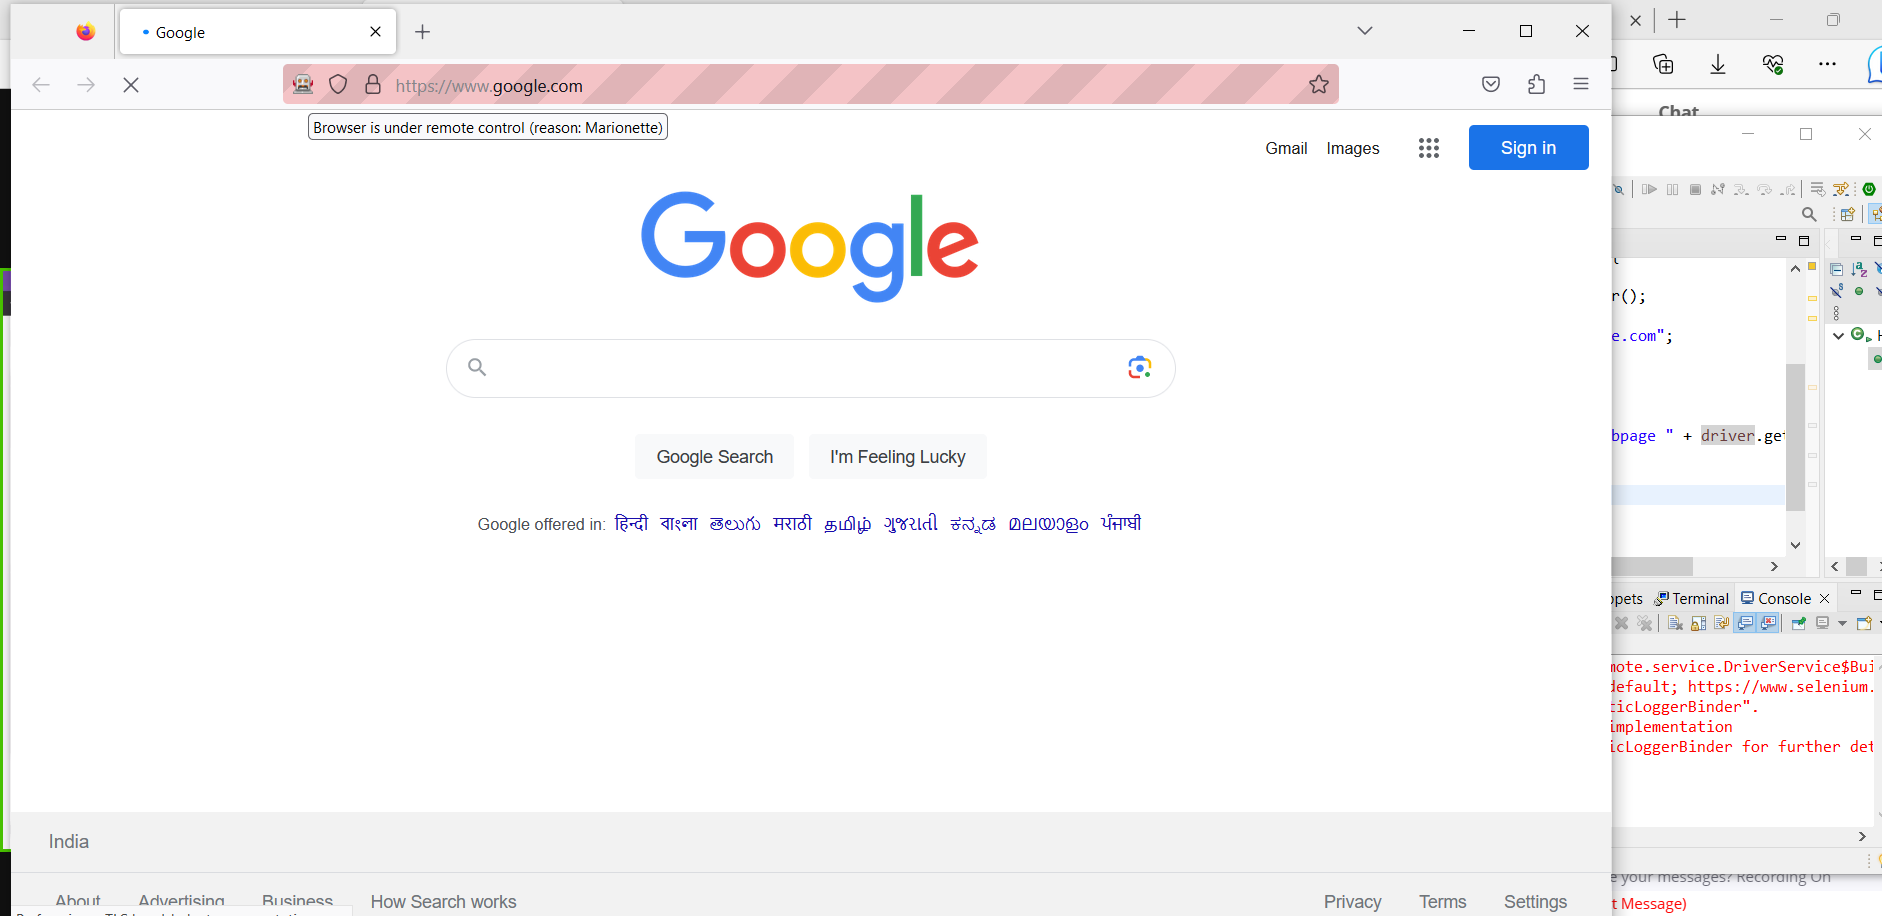 Google
https://www.google.com
Browser is under remote control (reason: Marionette)
Gmail Images Sign in
Google
Google Search I'm Feeling Lucky
Google offered in: हिन्दी বাংলা తెలుగు मराठी தமிழ் ગુજરાતી ಕನ್ನಡ മലയാളം ਪੰਜਾਬੀ
India
About Advertising Business How Search works
Privacy Terms Settings
Chat
r();
e.com";
bpage " + driver.get
Terminal Console
mote.service.DriverService$Bui
default; https://www.selenium.
ticLoggerBinder".
implementation
icLoggerBinder for further det
e your messages? Recording On
t Message)